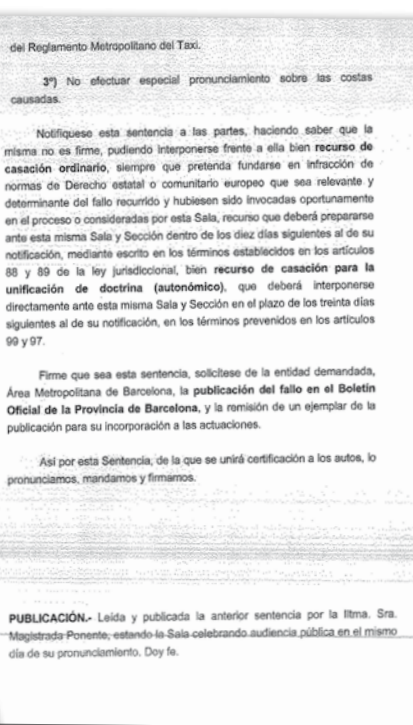 del Reglamento Metropolitano del Taxi.
3º) No efectuar especial pronunciamiento sobre las costas
causadas.
Notifíquese esta sentencia a las partes, haciendo saber que la
misma no es firme, pudiendo interponerse frente a ella bien recurso de
casación ordinario, siempre que pretenda fundarse en infracción de
normas de Derecho estatal o comunitario europeo que sea relevante y
determinante del fallo recurrido y hubiesen sido invocadas oportunamente
en el proceso o consideradas por esta Sala, recurso que deberá prepararse
ante esta misma Sala y Sección dentro de los diez días siguientes al de su
notificación, mediante escrito en los términos establecidos en los artículos
88 y 89 de la ley jurisdiccional, bien recurso de casación para la
unificación de doctrina (autonómico), que deberá interponerse
directamente ante esta misma Sala y Sección en el plazo de los treinta días
siguientes al de su notificación, en los términos prevenidos en los artículos
99 y 97.
Firme que sea esta sentencia, solicítese de la entidad demandada,
Área Metropolitana de Barcelona, la publicación del fallo en el Boletín
Oficial de la Provincia de Barcelona, y la remisión de un ejemplar de la
publicación para su incorporación a las actuaciones.
Así por esta Sentencia, de la que se unirá certificación a los autos, lo
pronunciamos, mandamos y firmamos.
PUBLICACIÓN.- Leída y publicada la anterior sentencia por la Iltma. Sra.
Magistrada Ponente, estando la Sala celebrando audiencia pública en el mismo
día de su pronunciamiento. Doy fe.